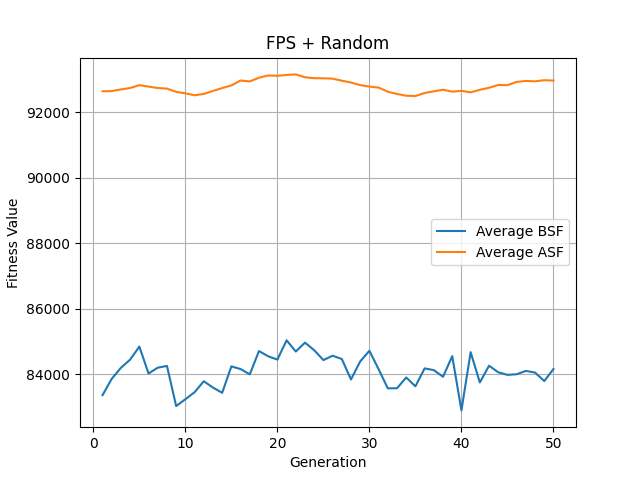 FPS + Random
Fitness Value
92000
90000
88000
86000
84000
Average BSF
Average ASF
0 10 20 30 40 50
Generation